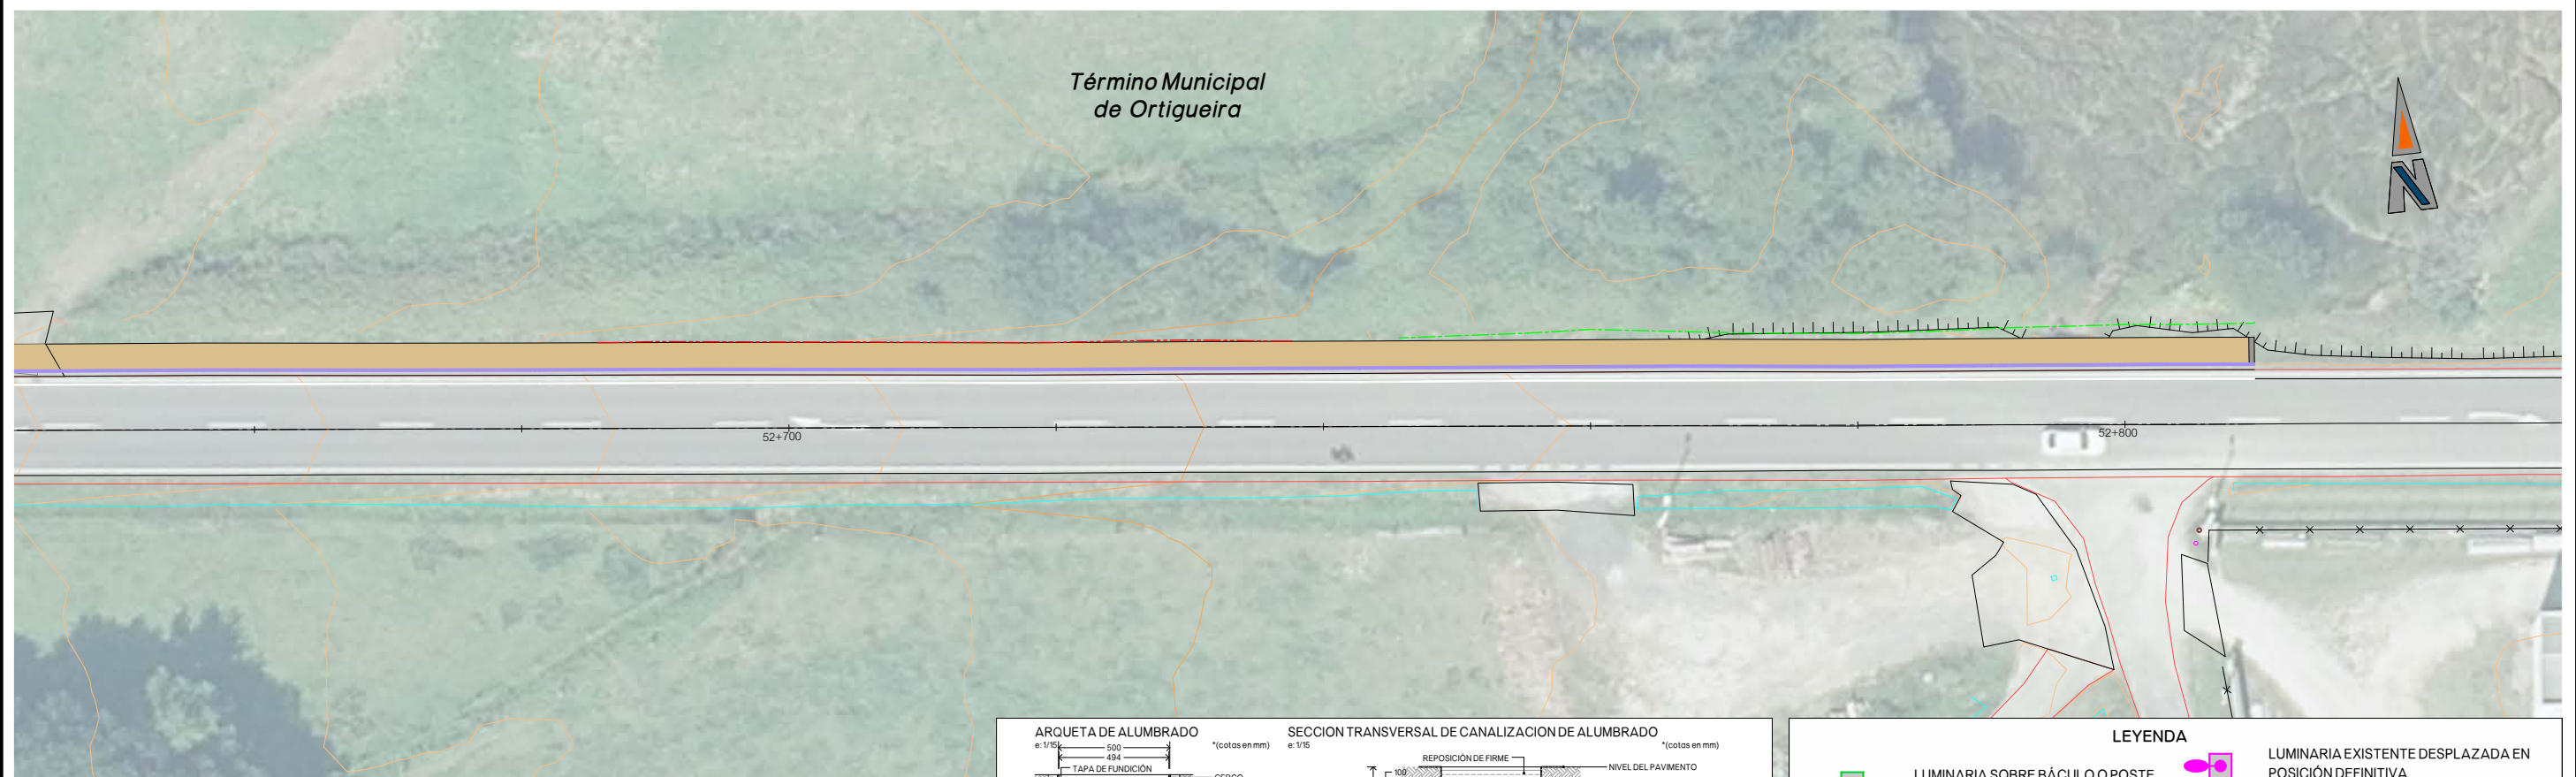 Término Municipal
de Ortigueira
N
52+700
52+800
ARQUETA DE ALUMBRADO
e: 1/15
*(cotas en mm)
500
494
TAPA DE FUNDICIÓN
CERCO
SECCION TRANSVERSAL DE CANALIZACION DE ALUMBRADO
e: 1/15
*(cotas en mm)
REPOSICIÓN DE FIRME
NIVEL DEL PAVIMENTO
100
LEYENDA
LUMINARIA SOBRE BÁCULO O POSTE
LUMINARIA EXISTENTE DESPLAZADA EN
POSICIÓN DEFINITIVA